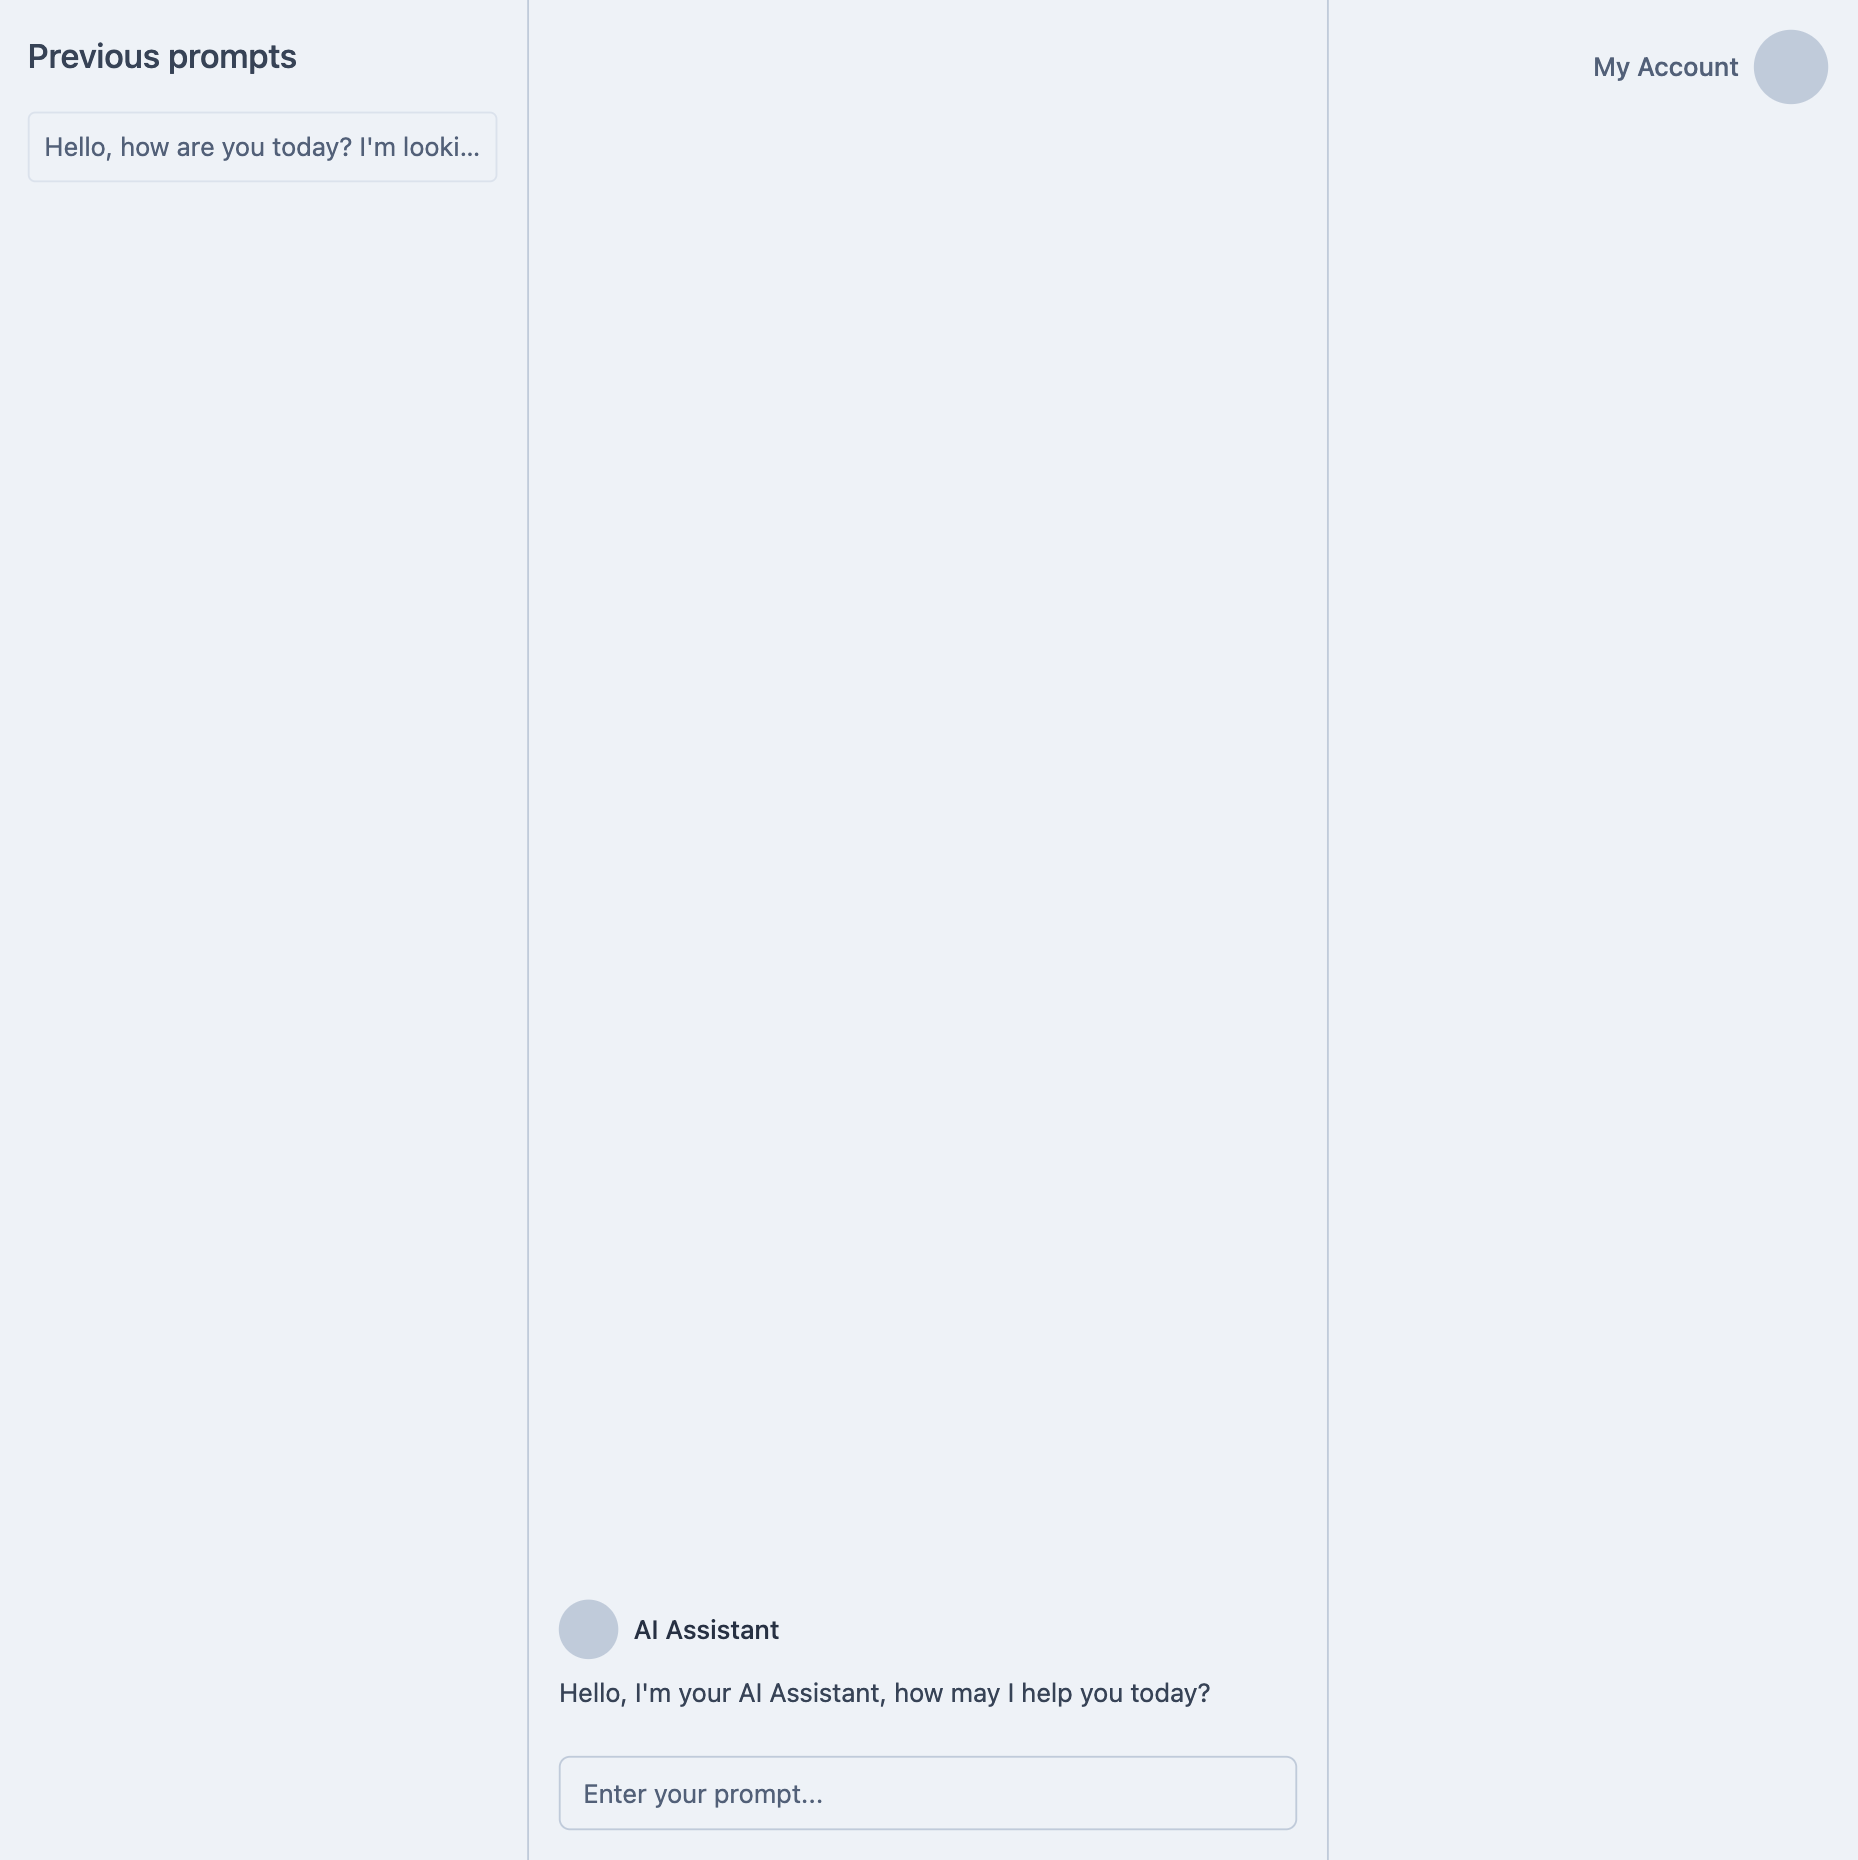 Previous prompts
Hello, how are you today? I'm looki...
My Account
AI Assistant
Hello, I'm your AI Assistant, how may I help you today?
Enter your prompt...